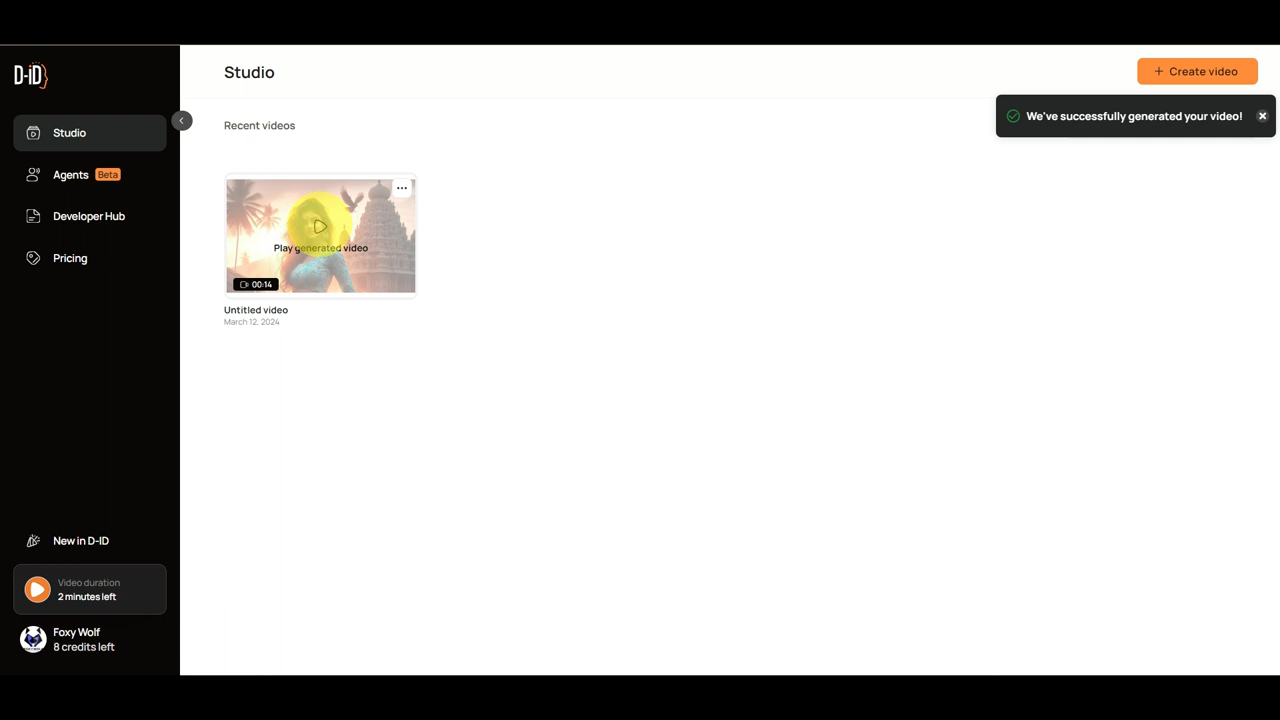 D-iD
Studio
Agents Beta
Developer Hub
Pricing
New in D-ID
Video duration
2 minutes left
Foxy Wolf
8 credits left
Studio
+ Create video
We've successfully generated your video!
Recent videos
Play generated video
00:14
Untitled video
March 12, 2024